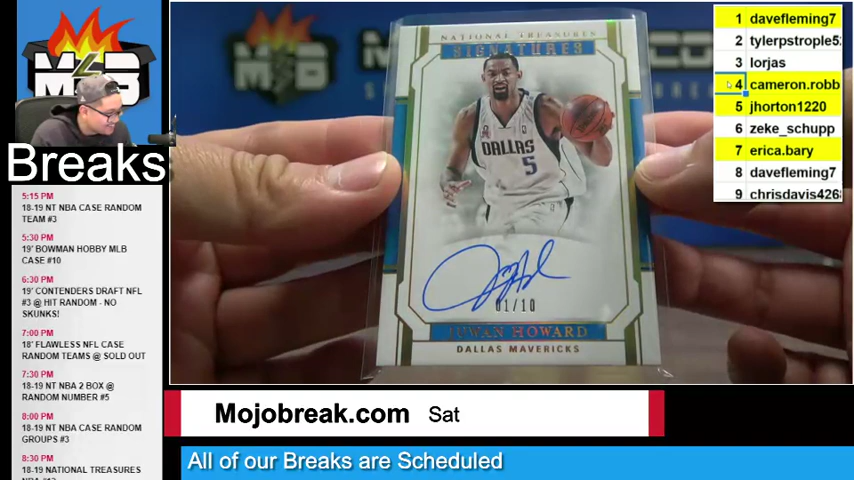 MSB
Breaks
5:15 PM
18-19 NT NBA CASE RANDOM
TEAM #3
5:30 PM
19' BOWMAN HOBBY MLB
CASE #10
6:30 PM
19' CONTENDERS DRAFT NFL
#3 @ HIT RANDOM - NO
SKUNKS!
7:00 PM
18' FLAWLESS NFL CASE
RANDOM TEAMS @ SOLD OUT
7:30 PM
18-19 NT NBA 2 BOX @
RANDOM NUMBER #5
8:00 PM
18-19 NT NBA CASE RANDOM
GROUPS #3
8:30 PM
18-19 NATIONAL TREASURES
NATIONAL TREASURES
SIGNATURES
DALLAS
5
01/10
JUWAN HOWARD
DALLAS MAVERICKS
1 davefleming7
2 tylerpstrople5
3 lorjas
4 cameron.robb
5 jhorton1220
6 zeke_schupp
7 erica.bary
8 davefleming7
9 chrisdavis426
Mojobreak.com Sat
All of our Breaks are Scheduled